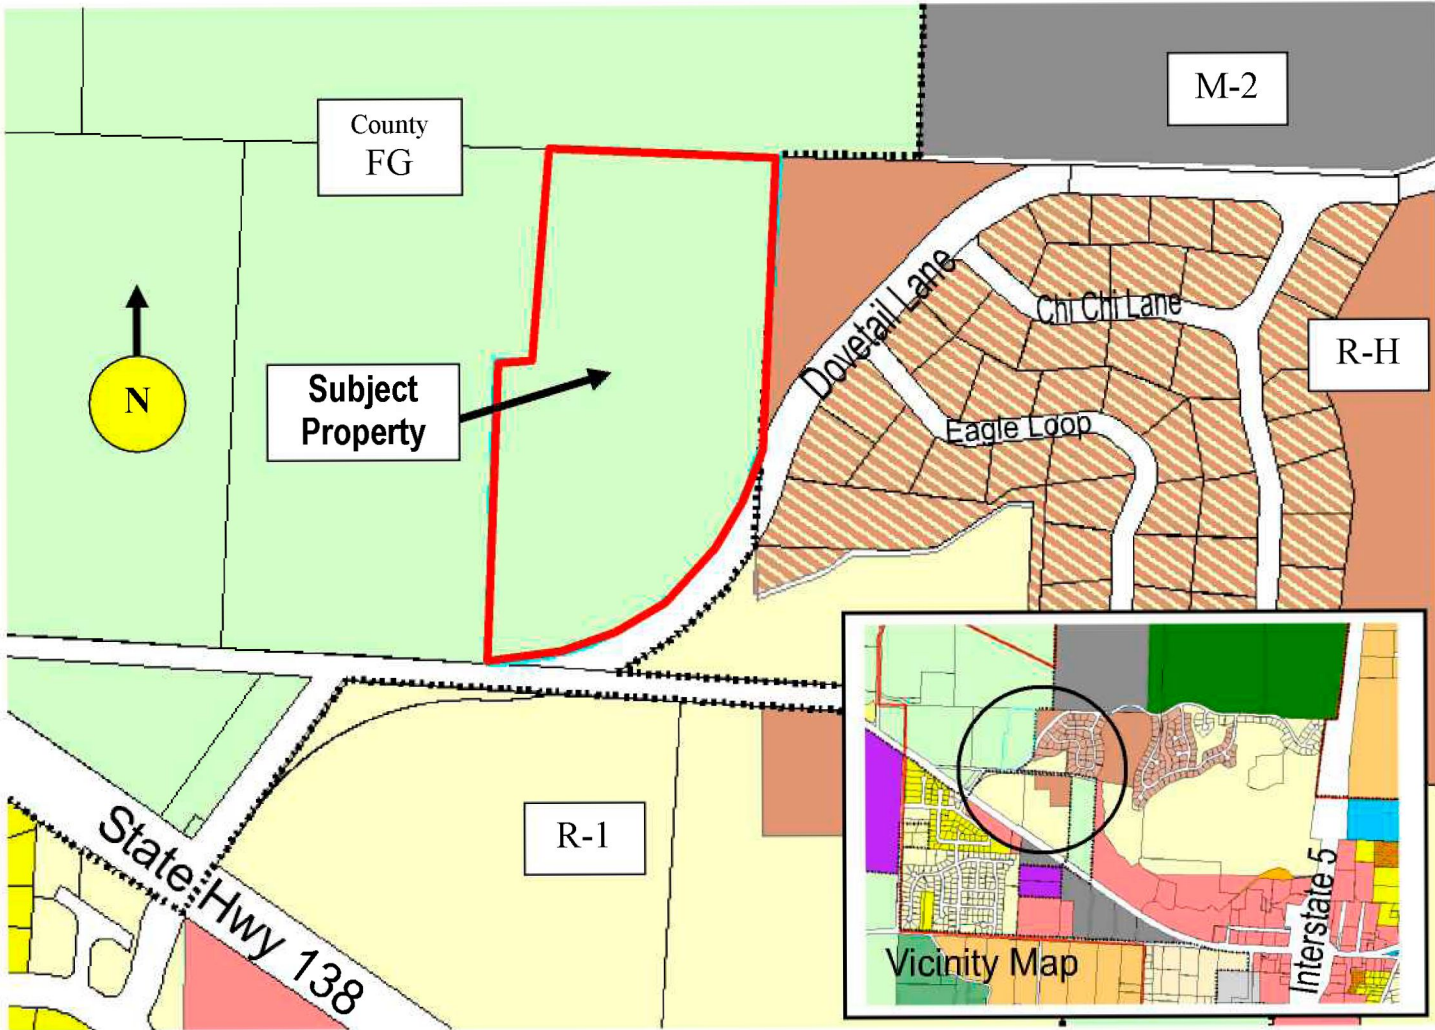 M-2
County
FG
Dovetail Lane
Chi Chi Lane
R-H
N
Subject
Property
Eagle Loop
R-1
State Hwy 138
Interstate 5
Vicinity Map